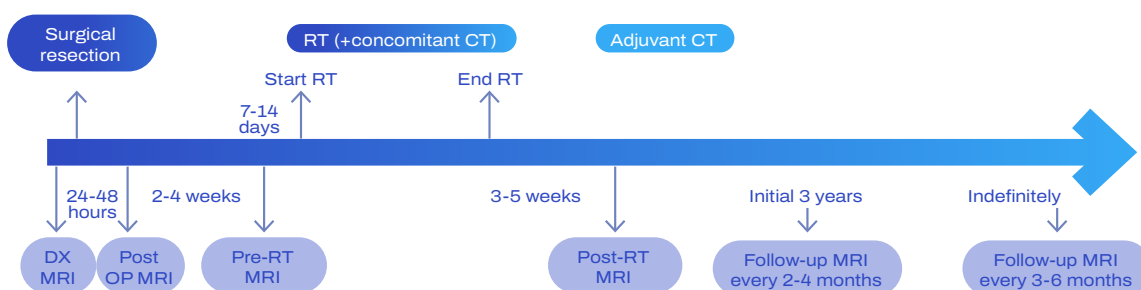 Surgical
resection
RT (+concomitant CT)
Adjuvant CT
Start RT
End RT
7-14
days
24-48
hours
2-4 weeks
3-5 weeks
Initial 3 years
Indefinitely
DX
MRI
Post
OP MRI
Pre-RT
MRI
Post-RT
MRI
Follow-up MRI
every 2-4 months
Follow-up MRI
every 3-6 months